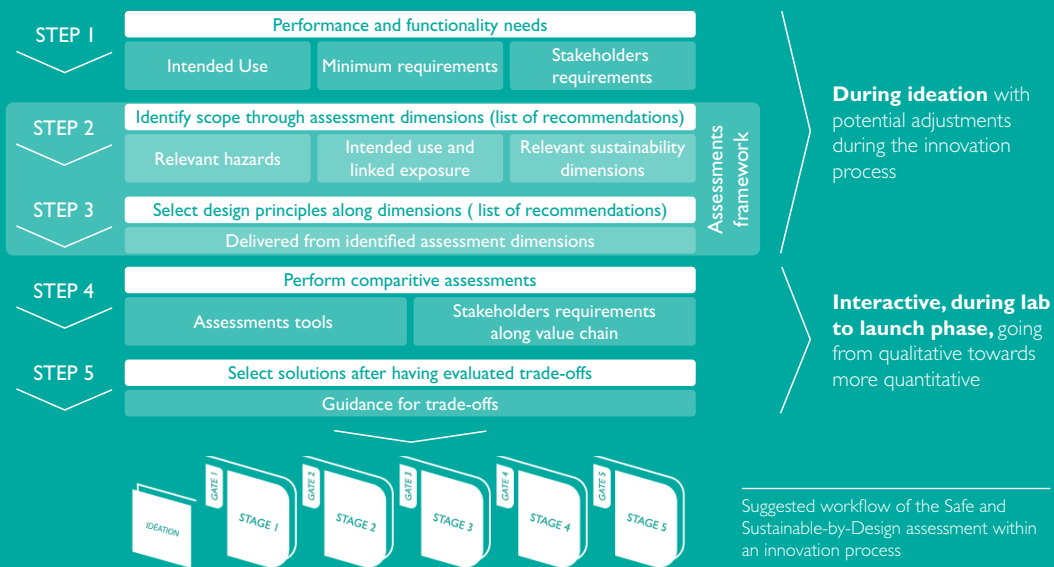 STEP 1
Performance and functionality needs
Intended Use
Minimum requirements
Stakeholders
requirements
STEP 2
Identify scope through assessment dimensions (list of recommendations)
Relevant hazards
Intended use and
linked exposure
Relevant sustainability
dimensions
STEP 3
Select design principles along dimensions ( list of recommendations)
Delivered from identified assessment dimensions
Assessments
framework
During ideation with
potential adjustments
during the innovation
process
STEP 4
Perform comparitive assessments
Assessments tools
Stakeholders requirements
along value chain
STEP 5
Select solutions after having evaluated trade-offs
Guidance for trade-offs
Interactive, during lab
to launch phase, going
from qualitative towards
more quantitative
IDEATION
GATE 1
STAGE 1
GATE 2
STAGE 2
GATE 3
STAGE 3
GATE 4
STAGE 4
GATE 5
STAGE 5
Suggested workflow of the Safe and
Sustainable-by-Design assessment within
an innovation process